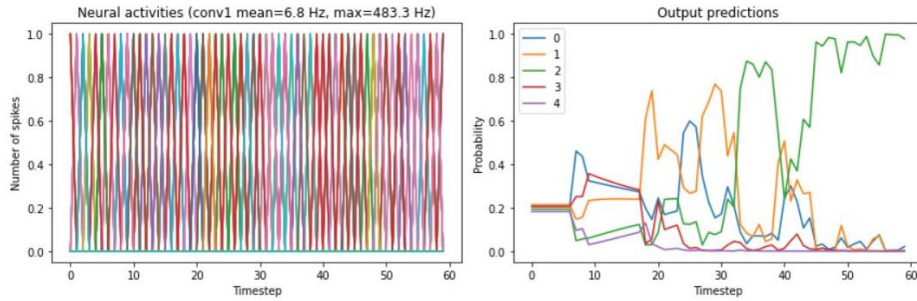 Neural activities (conv1 mean=6.8 Hz, max=483.3 Hz)
1.0
0.8
0.6
0.4
0.2
0.0
Number of spikes
0 10 20 30 40 50 60
Timestep
Output predictions
1.0
0.8
0.6
0.4
0.2
0.0
Probability
0
1
2
3
4
0 10 20 30 40 50 60
Timestep